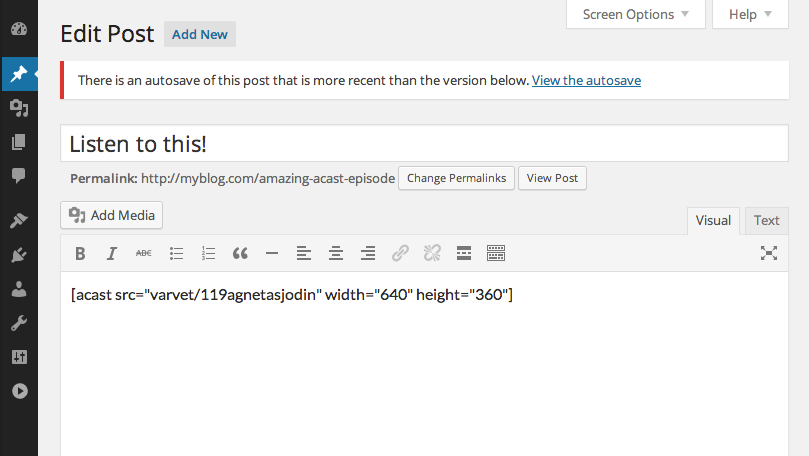 Screen Options Help
Edit Post Add New
There is an autosave of this post that is more recent than the version below. View the autosave
Listen to this!
Permalink: http://myblog.com/amazing-acast-episode Change Permalinks View Post
Add Media
Visual Text
B I ABC
[acast src="varvet/119agnetasjodin" width="640" height="360"]